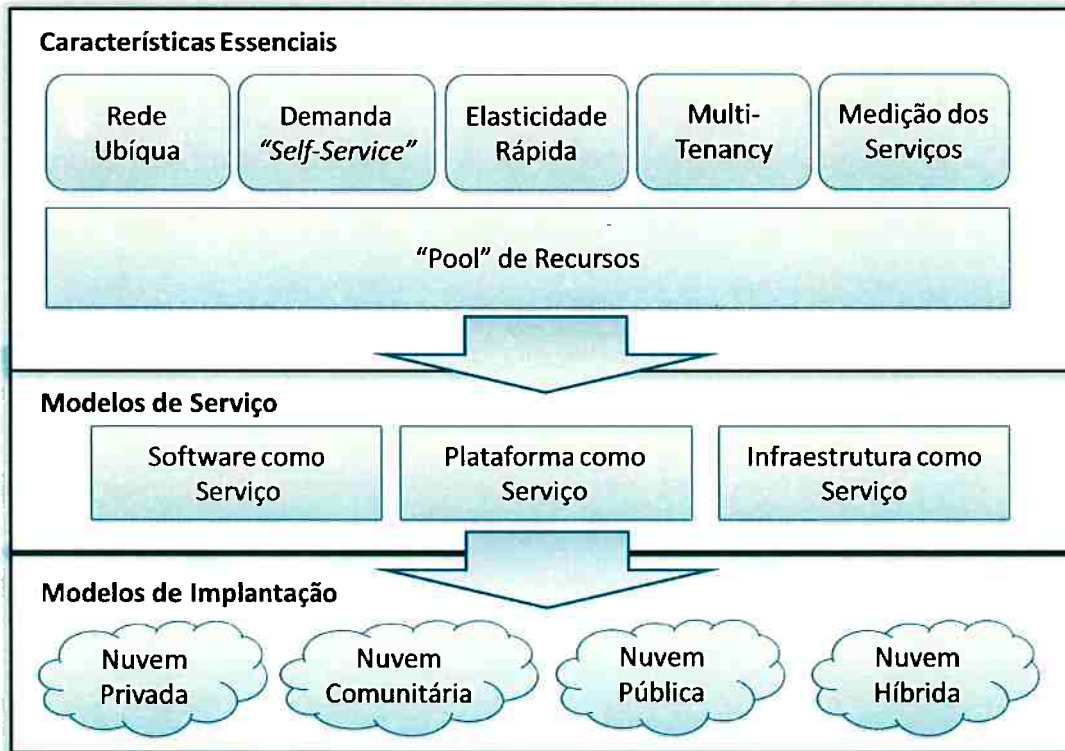 Características Essenciais
Rede
Ubíqua
Demanda
"Self-Service"
Elasticidade
Rápida
Multi-
Tenancy
Medição dos
Serviços
"Pool" de Recursos
Modelos de Serviço
Software como
Serviço
Plataforma como
Serviço
Infraestrutura como
Serviço
Modelos de Implantação
Nuvem
Privada
Nuvem
Comunitária
Nuvem
Pública
Nuvem
Híbrida